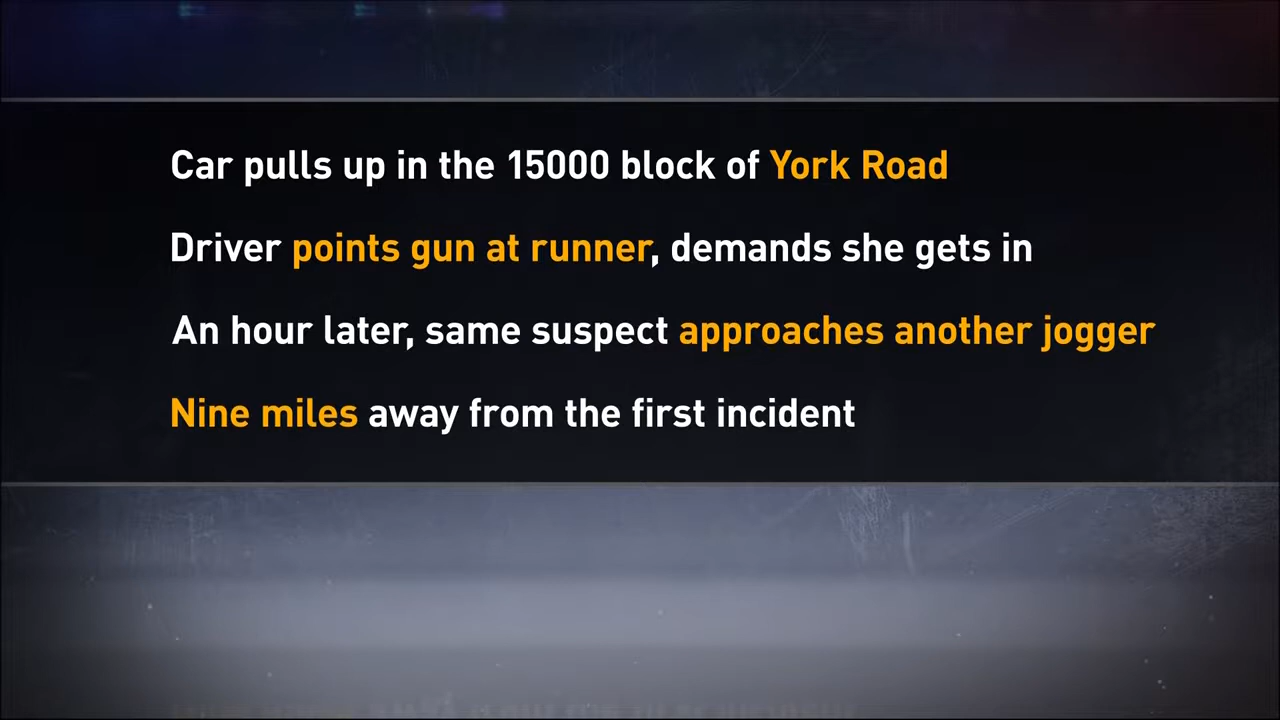 Car pulls up in the 15000 block of York Road
Driver points gun at runner, demands she gets in
An hour later, same suspect approaches another jogger
Nine miles away from the first incident